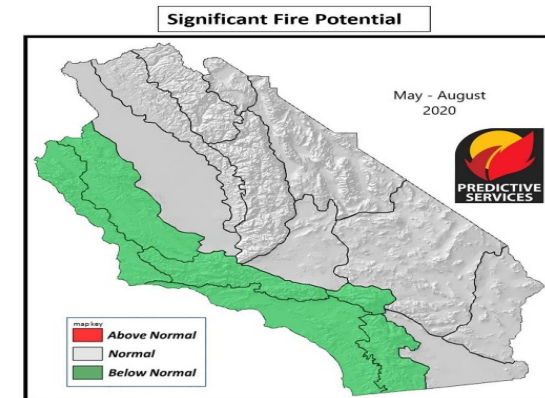 Significant Fire Potential
May - August
2020
PREDICTIVE
SERVICES
map key
Above Normal
Normal
Below Normal